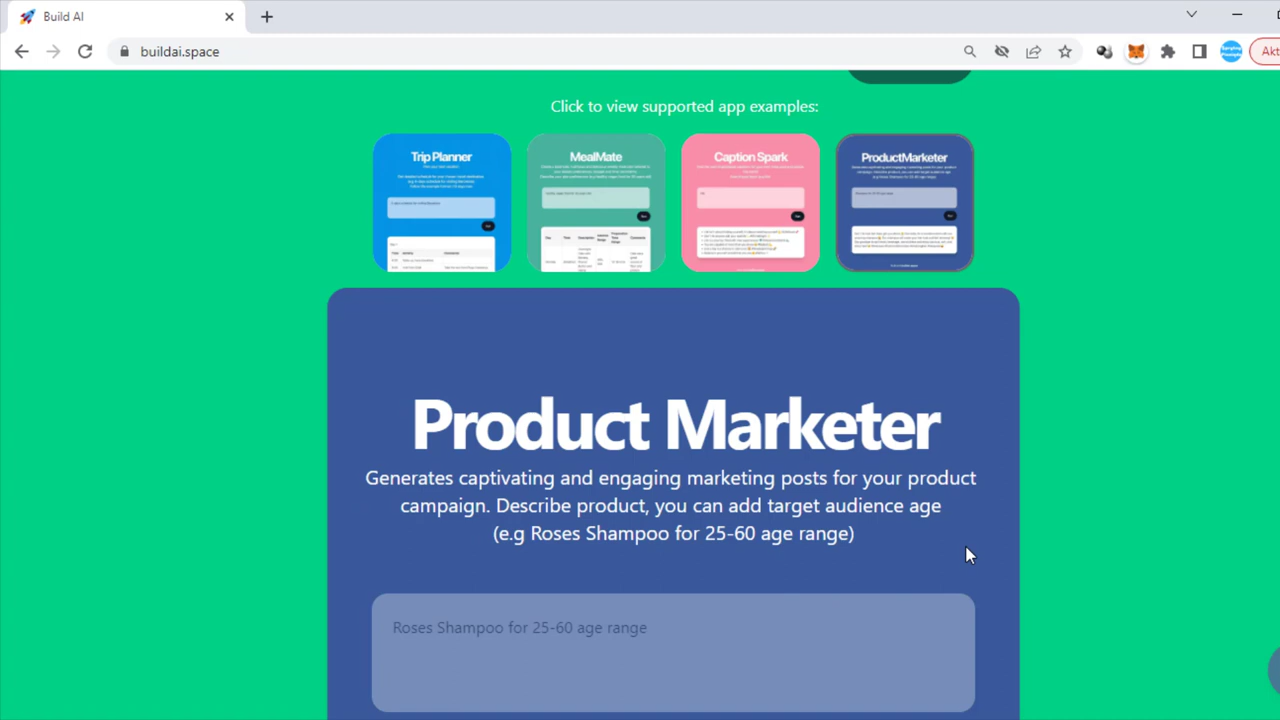 Build AI
buildai.space
Akt
Click to view supported app examples:
Trip Planner
MealMate
Caption Spark
ProductMarketer
Product Marketer
Generates captivating and engaging marketing posts for your product
campaign. Describe product, you can add target audience age
(e.g Roses Shampoo for 25-60 age range)
Roses Shampoo for 25-60 age range